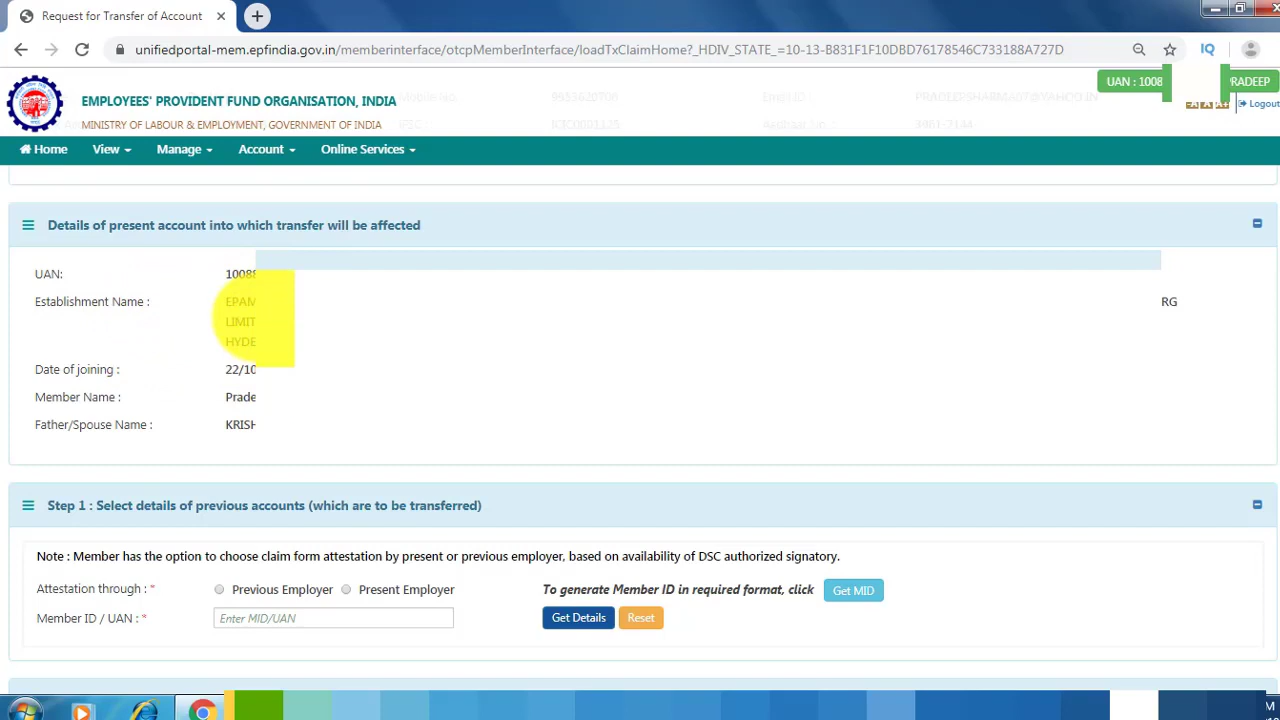 Request for Transfer of Account
unifiedportal-mem.epfindia.gov.in/memberinterface/otcpMemberInterface/loadTxClaimHome?_HDIV_STATE_=10-13-B831F1F10DBD76178546C733188A727D
IQ
UAN : 1008 RADEEP
EMPLOYEES' PROVIDENT FUND ORGANISATION, INDIA
Logout
MINISTRY OF LABOUR & EMPLOYMENT, GOVERNMENT OF INDIA
Home View Manage Account Online Services
Details of present account into which transfer will be affected
UAN: 1008
Establishment Name : EPAM RG
LIMIT
HYDE
Date of joining : 22/10
Member Name : Prade
Father/Spouse Name : KRISH
Step 1 : Select details of previous accounts (which are to be transferred)
Note : Member has the option to choose claim form attestation by present or previous employer, based on availability of DSC authorized signatory.
Attestation through : * Previous Employer Present Employer To generate Member ID in required format, click Get MID
Member ID / UAN : * Enter MID/UAN Get Details Reset
M